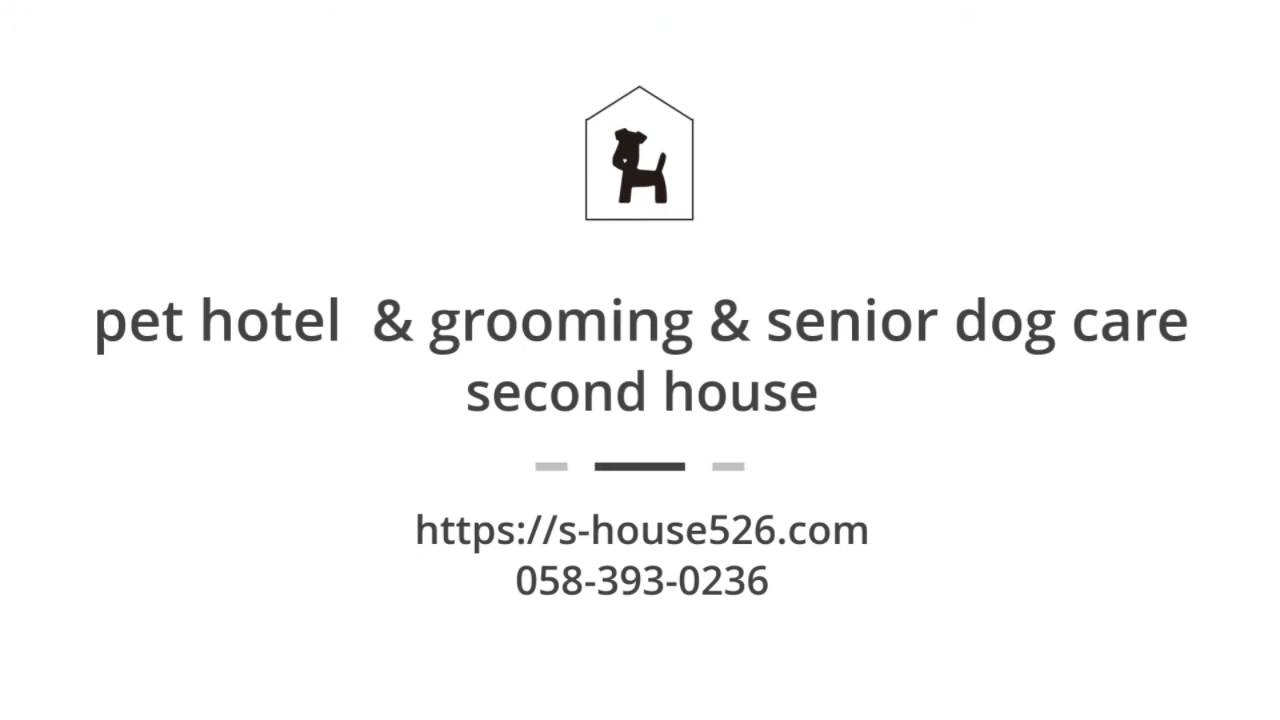 pet hotel & grooming & senior dog care
second house
https://s-house526.com
058-393-0236